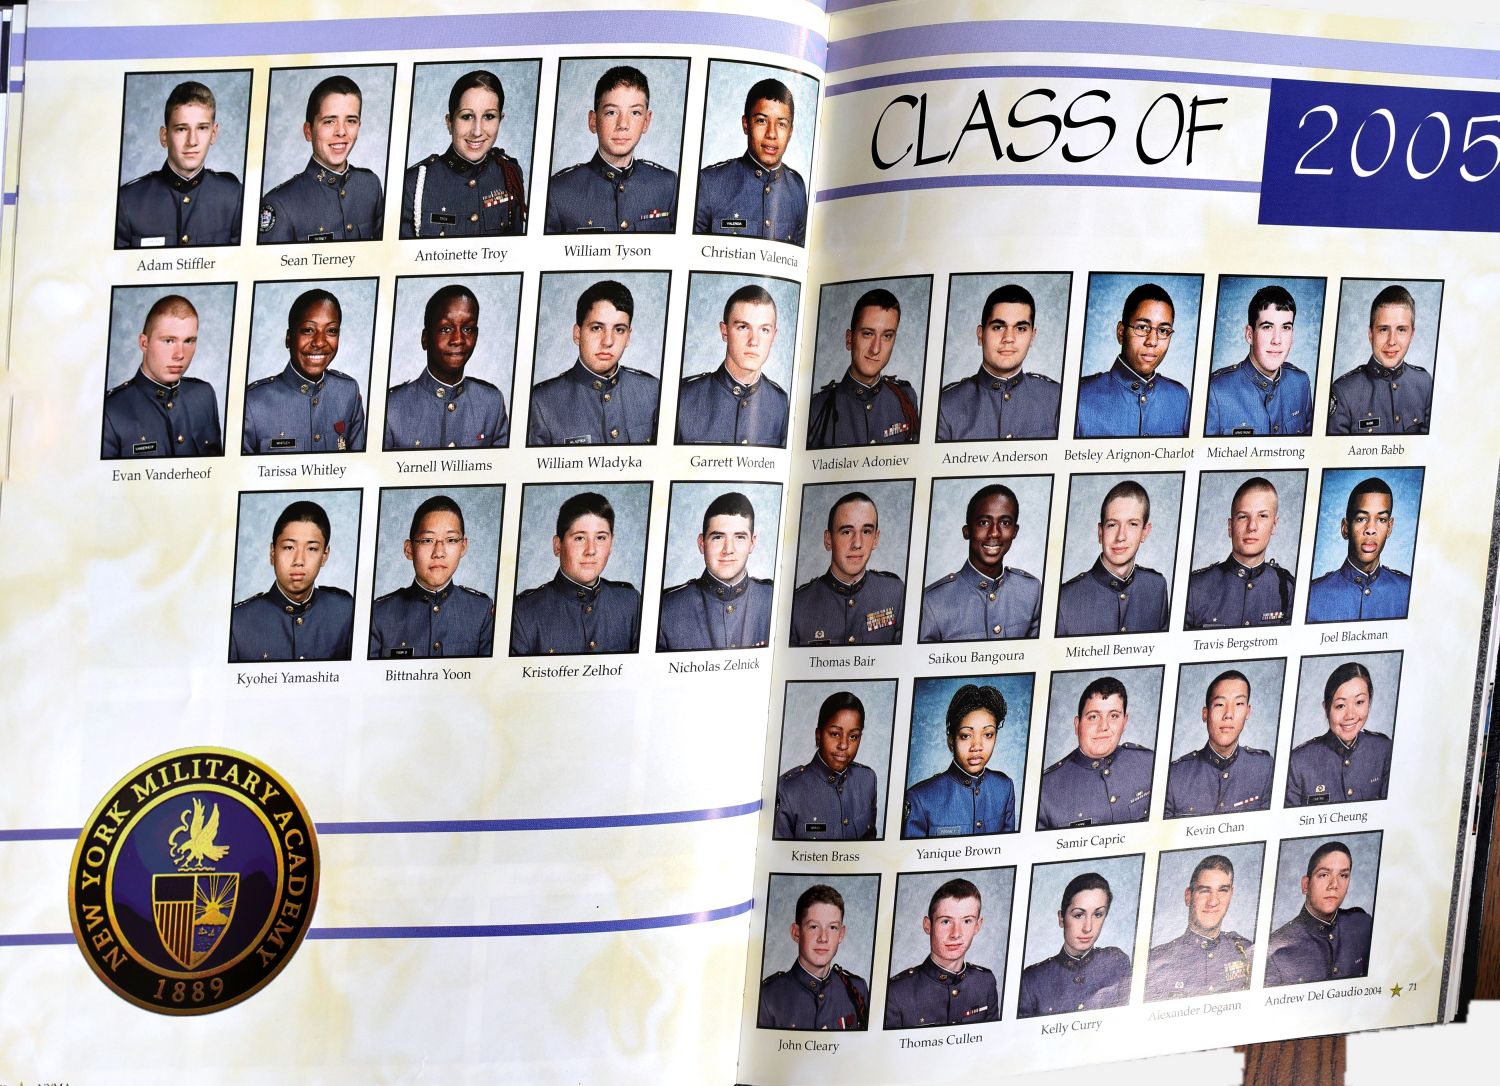 Adam Stiffler
Sean Tierney
Antoinette Troy
William Tyson
Christian Valencia
Evan Vanderheof
Tarissa Whitley
Yarnell Williams
William Wladyka
Garrett Worden
Kyohei Yamashita
Bittnahra Yoon
Kristoffer Zelhof
Nicholas Zelnick
NEW YORK MILITARY ACADEMY
1889
CLASS OF 2005
Vladislav Adoniev
Andrew Anderson
Betsley Arignon-Charlot
Michael Armstrong
Aaron Babb
Thomas Bair
Saikou Bangoura
Mitchell Benway
Travis Bergstrom
Joel Blackman
Kristen Brass
Yanique Brown
Samir Capric
Kevin Chan
Sin Yi Cheung
John Cleary
Thomas Cullen
Kelly Curry
Alexander Degann
Andrew Del Gaudio
2004 71